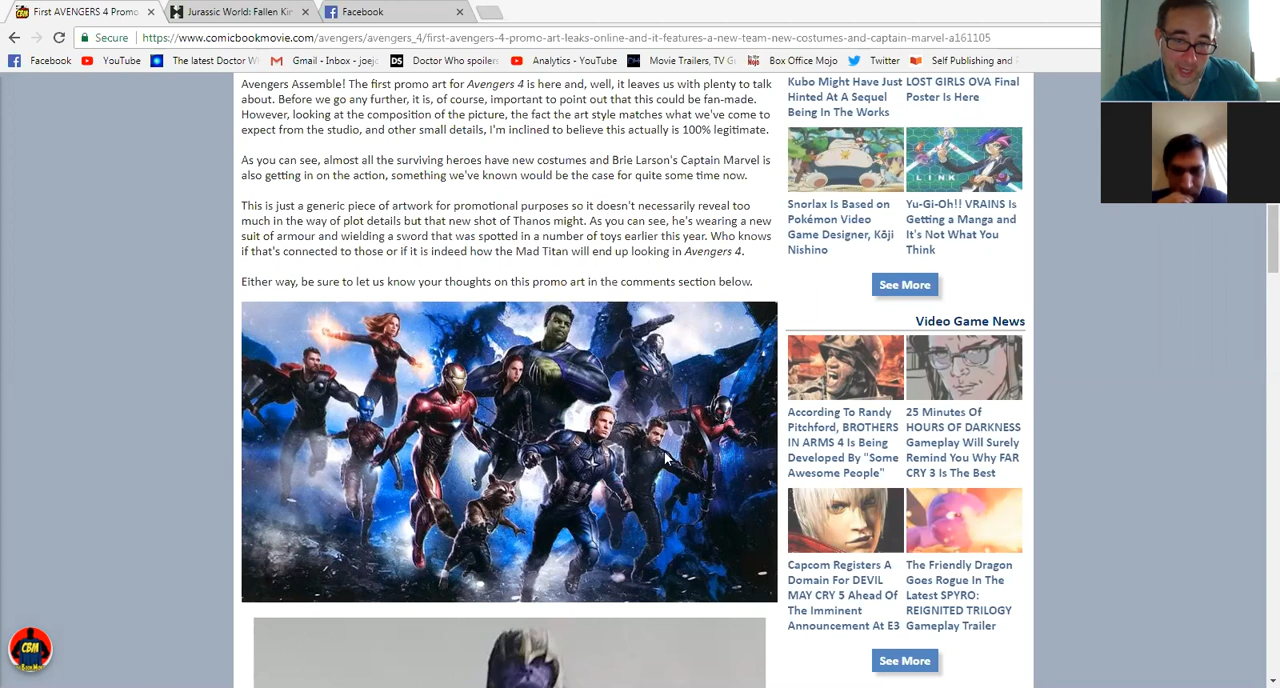 First AVENGERS 4 Promo
Jurassic World: Fallen Kin
Facebook
Secure
https://www.comicbookmovie.com/avengers/avengers_4/first-avengers-4-promo-art-leaks-online-and-it-features-a-new-team-new-costumes-and-captain-marvel-a161105
Facebook
YouTube
The latest Doctor W
Gmail - Inbox - joejc
Doctor Who spoilers
Analytics - YouTube
Movie Trailers, TV G
Box Office Mojo
Twitter
Self Publishing and
Avengers Assemble! The first promo art for Avengers 4 is here and, well, it leaves us with plenty to talk
about. Before we go any further, it is, of course, important to point out that this could be fan-made.
However, looking at the composition of the picture, the fact the art style matches what we've come to
expect from the studio, and other small details, I'm inclined to believe this actually is 100% legitimate.
As you can see, almost all the surviving heroes have new costumes and Brie Larson's Captain Marvel is
also getting in on the action, something we've known would be the case for quite some time now.
This is just a generic piece of artwork for promotional purposes so it doesn't necessarily reveal too
much in the way of plot details but that new shot of Thanos might. As you can see, he's wearing a new
suit of armour and wielding a sword that was spotted in a number of toys earlier this year. Who knows
if that's connected to those or if it is indeed how the Mad Titan will end up looking in Avengers 4.
Either way, be sure to let us know your thoughts on this promo art in the comments section below.
Kubo Might Have Just
Hinted At A Sequel
Being In The Works
LOST GIRLS OVA Final
Poster Is Here
LINK
Snorlax Is Based on
Pokémon Video
Game Designer, Kōji
Nishino
Yu-Gi-Oh!! VRAINS Is
Getting a Manga and
It's Not What You
Think
See More
Video Game News
According To Randy
Pitchford, BROTHERS
IN ARMS 4 Is Being
Developed By "Some
Awesome People"
25 Minutes Of
HOURS OF DARKNESS
Gameplay Will Surely
Remind You Why FAR
CRY 3 Is The Best
Capcom Registers A
Domain For DEVIL
MAY CRY 5 Ahead Of
The Imminent
Announcement At E3
The Friendly Dragon
Goes Rogue In The
Latest SPYRO:
REIGNITED TRILOGY
Gameplay Trailer
See More
CBM